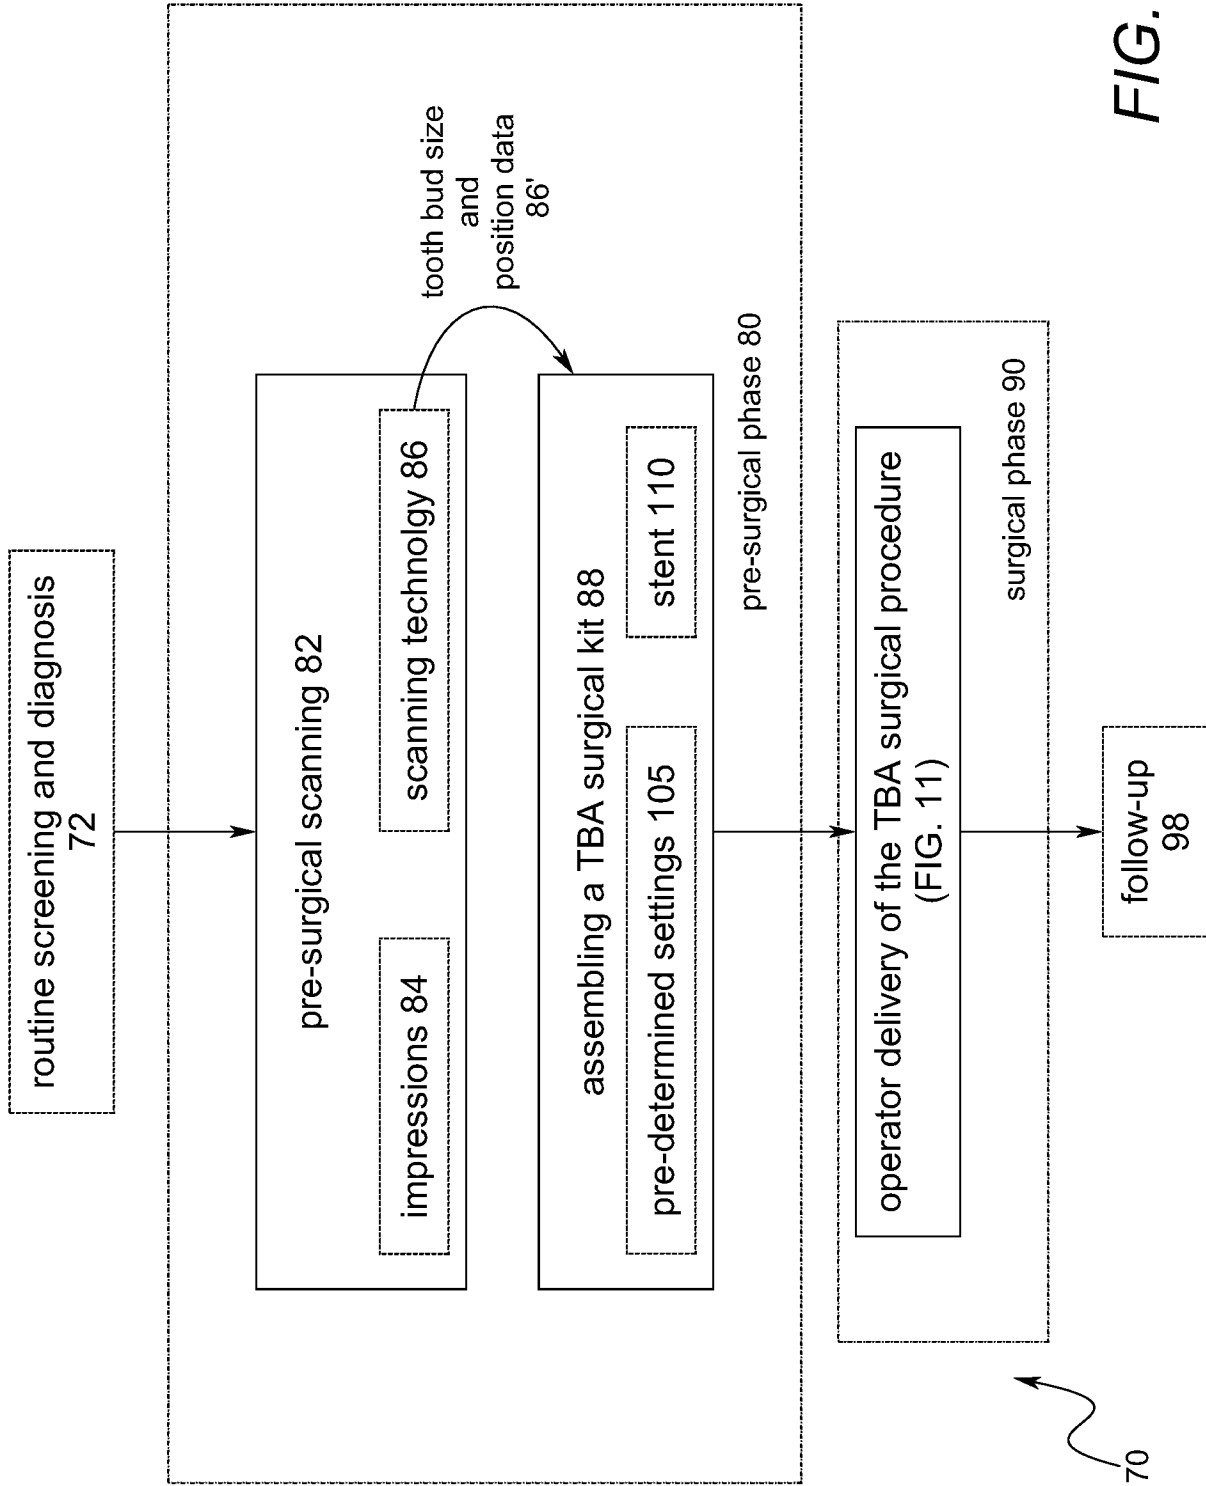 routine screening and diagnosis
72
pre-surgical scanning 82
impressions 84
scanning technolgy 86
tooth bud size
and
position data
86'
assembling a TBA surgical kit 88
pre-determined settings 105
stent 110
pre-surgical phase 80
operator delivery of the TBA surgical procedure
(FIG. 11)
surgical phase 90
follow-up
98
70
FIG.